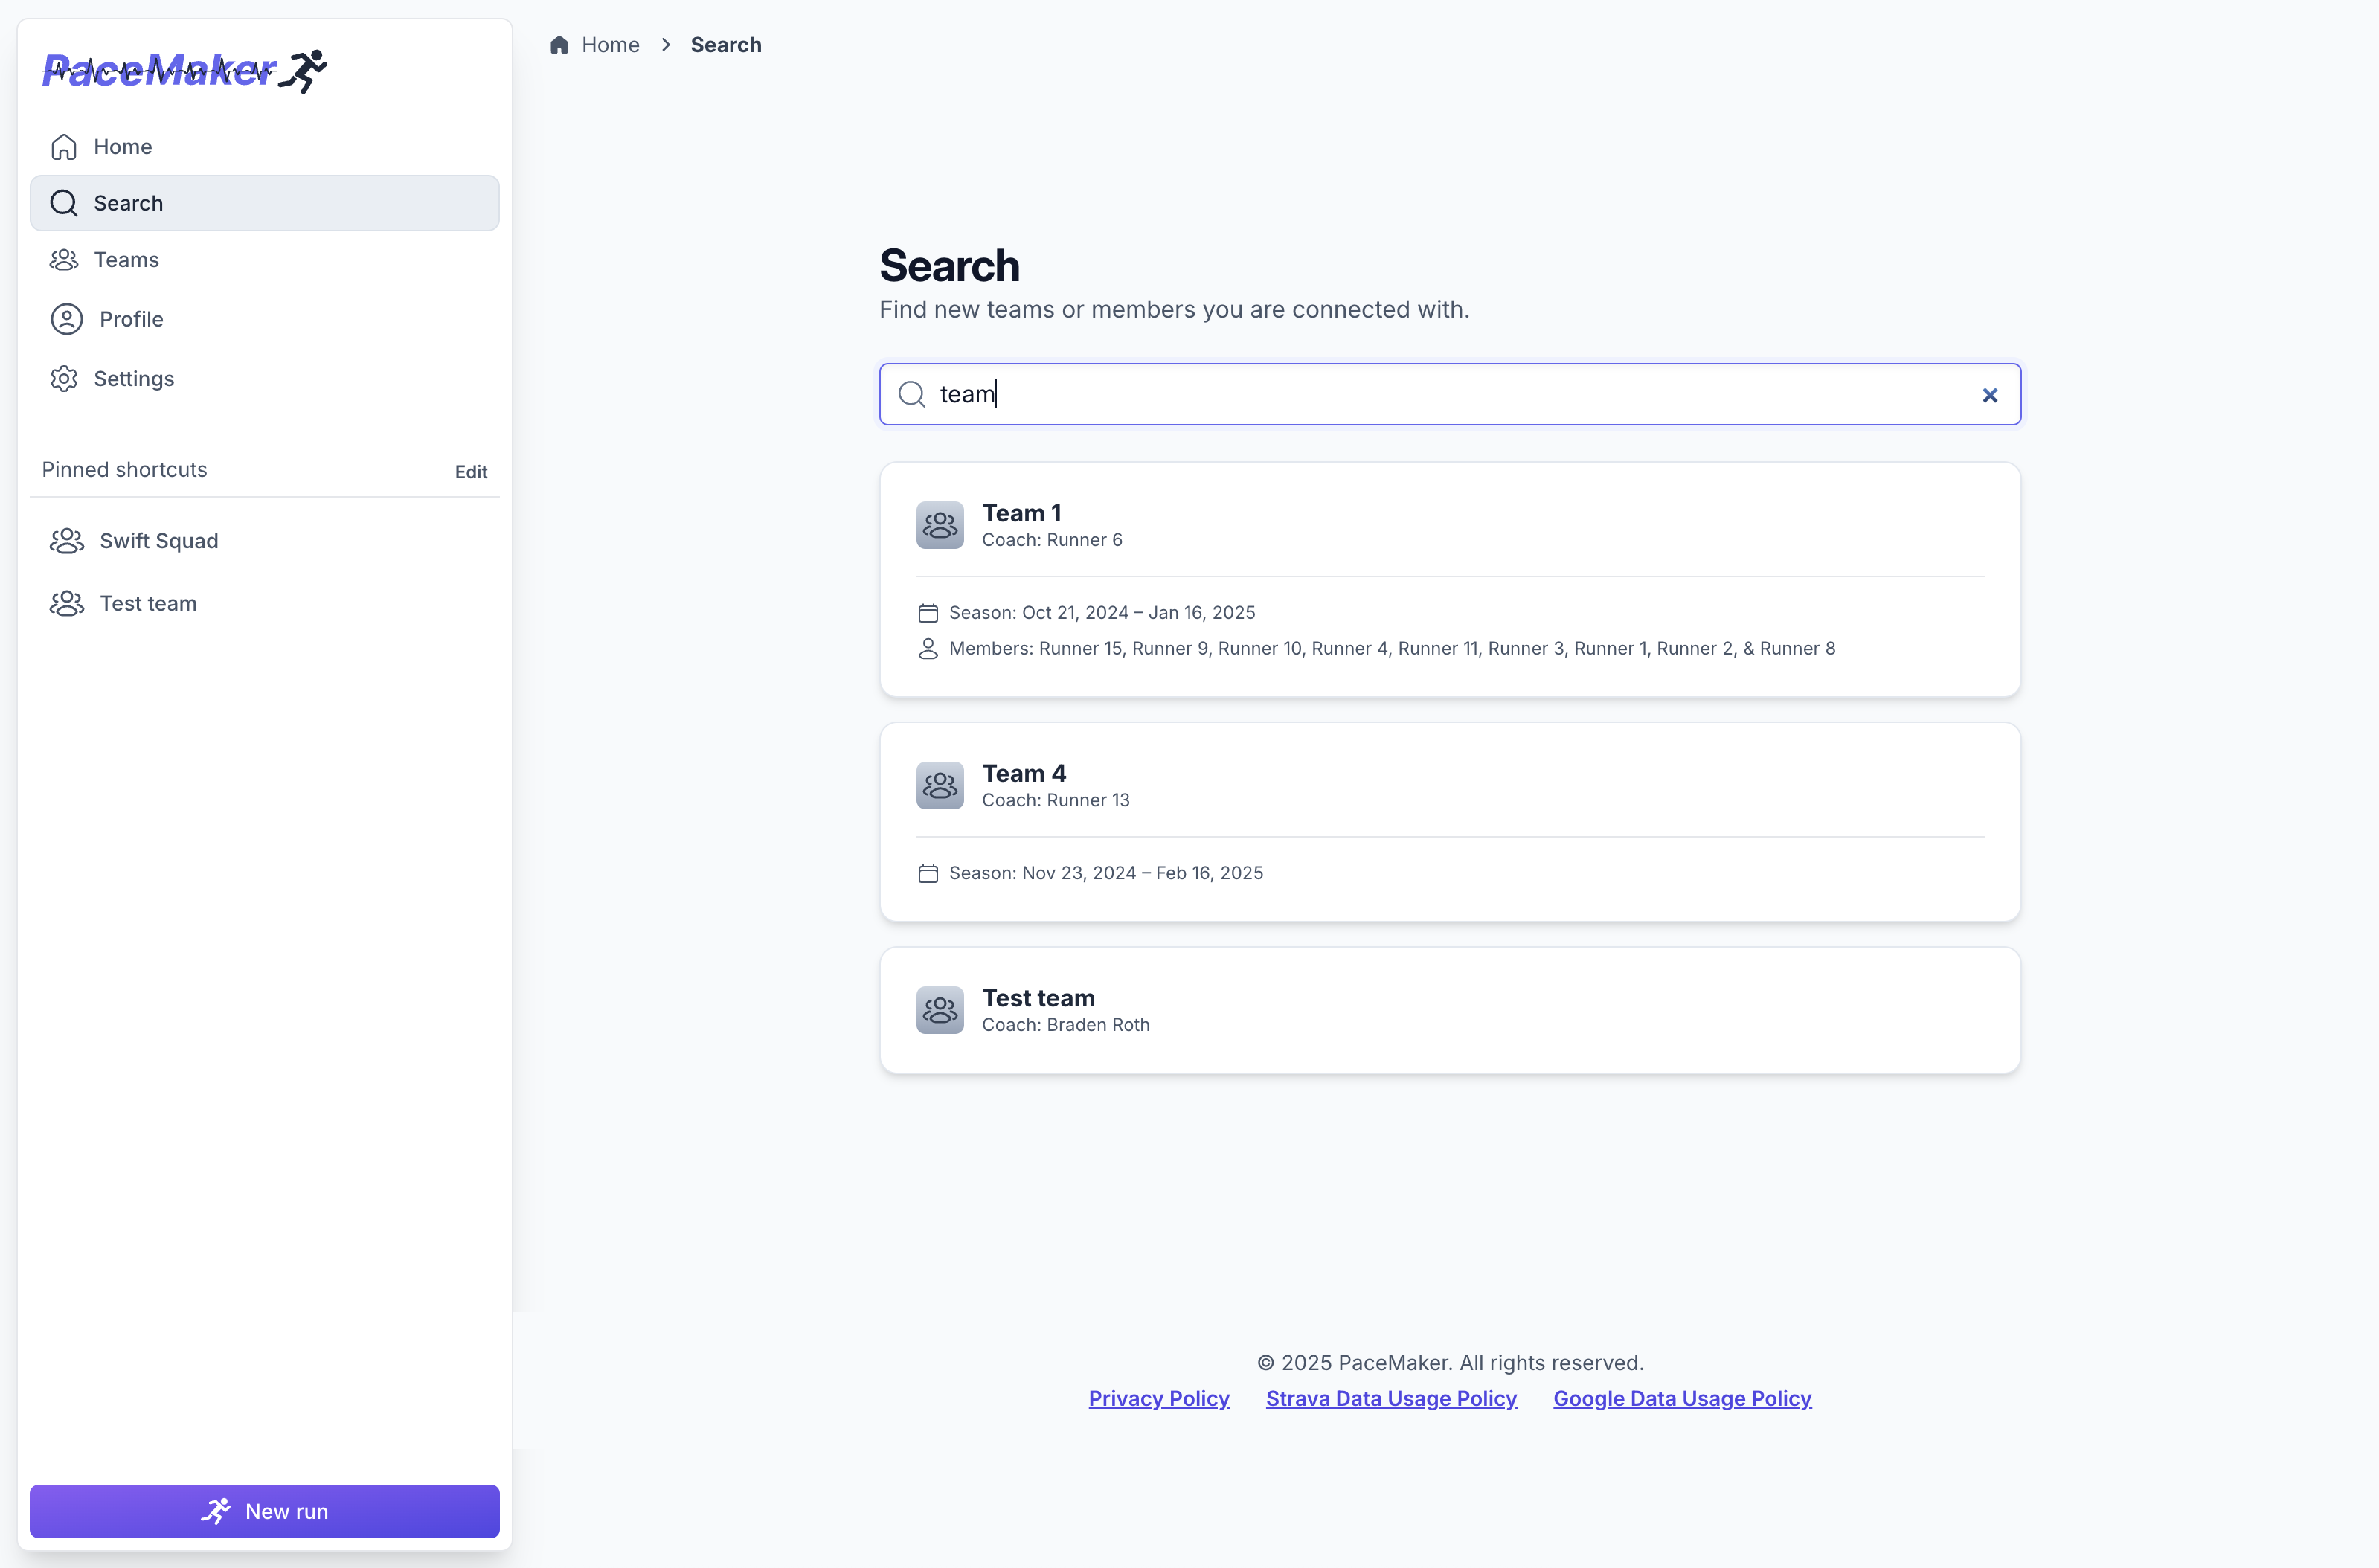 PaceMaker
Home
Search
Teams
Profile
Settings
Pinned shortcuts
Edit
Swift Squad
Test team
New run
Home
Search
Search
Find new teams or members you are connected with.
team
Team 1
Coach: Runner 6
Season: Oct 21, 2024 – Jan 16, 2025
Members: Runner 15, Runner 9, Runner 10, Runner 4, Runner 11, Runner 3, Runner 1, Runner 2, & Runner 8
Team 4
Coach: Runner 13
Season: Nov 23, 2024 – Feb 16, 2025
Test team
Coach: Braden Roth
© 2025 PaceMaker. All rights reserved.
Privacy Policy Strava Data Usage Policy Google Data Usage Policy